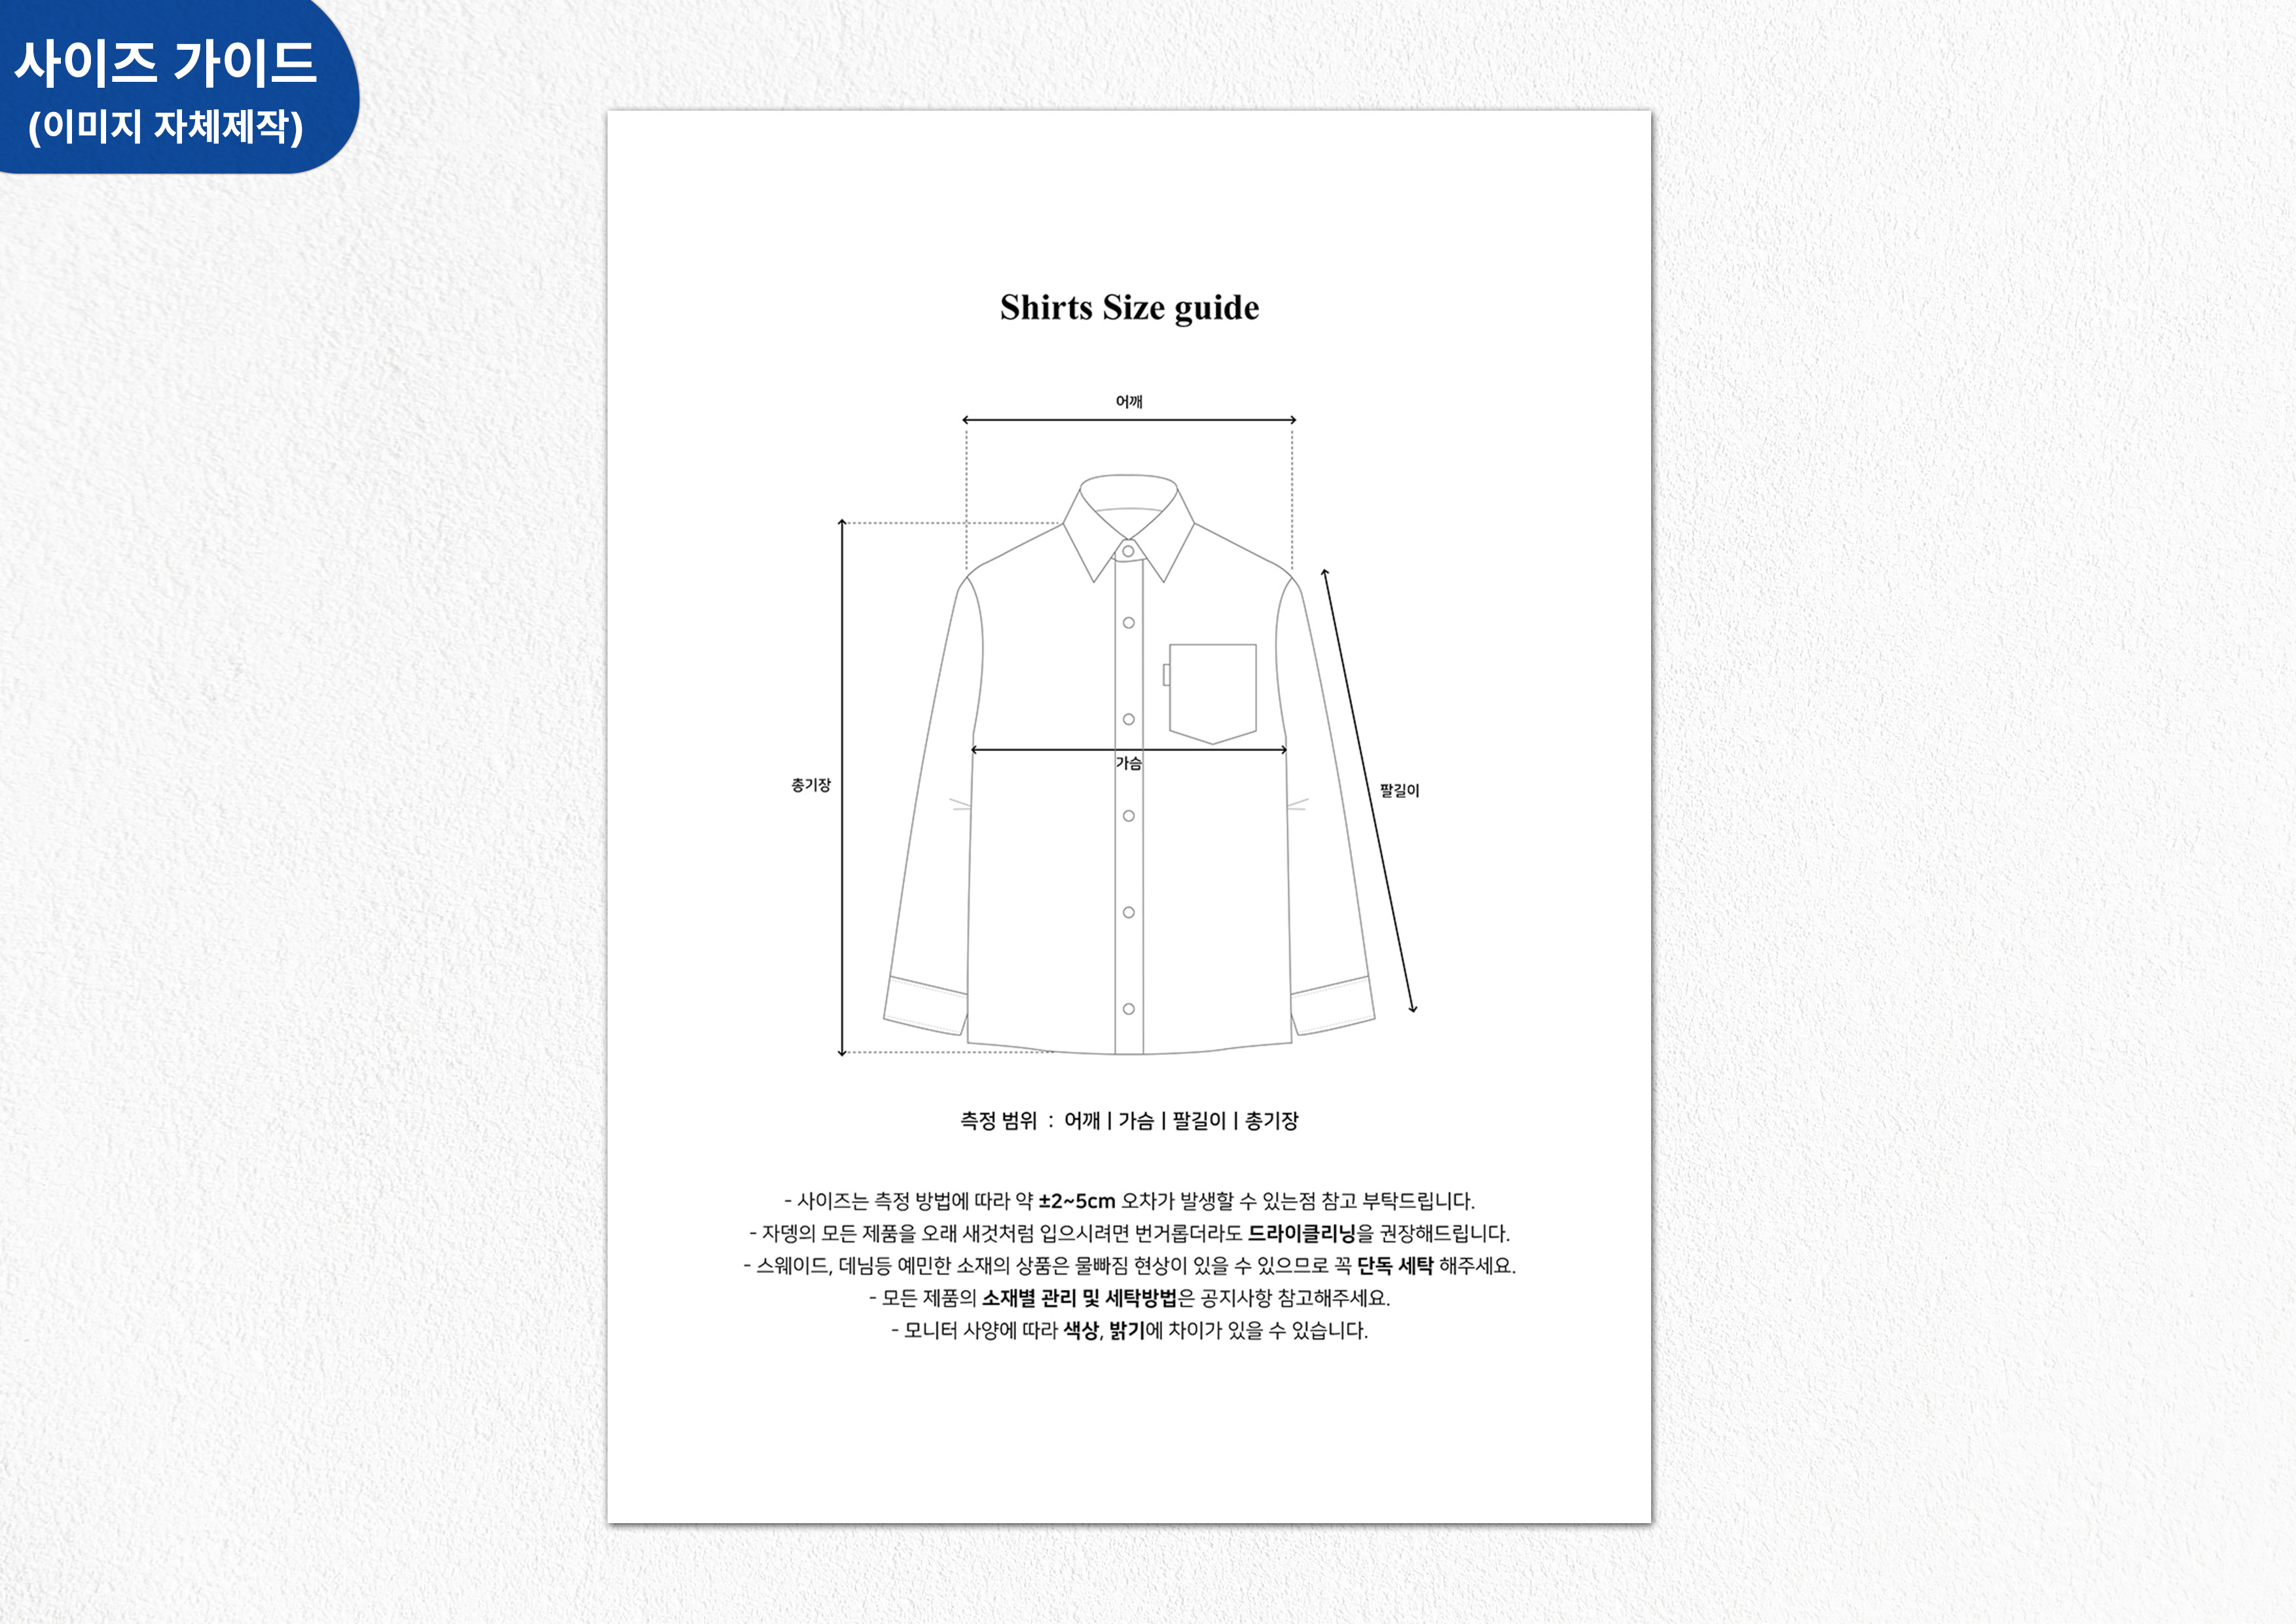 사이즈 가이드
(이미지 자체제작)
Shirts Size guide
어깨
가슴
총기장
팔길이
측정 범위 : 어깨 | 가슴 | 팔길이 | 총기장
- 사이즈는 측정 방법에 따라 약 ±2~5cm 오차가 발생할 수 있는점 참고 부탁드립니다.
- 자뎅의 모든 제품을 오래 새것처럼 입으시려면 번거롭더라도 드라이클리닝을 권장해드립니다.
- 스웨이드, 데님등 예민한 소재의 상품은 물빠짐 현상이 있을 수 있으므로 꼭 단독 세탁 해주세요.
- 모든 제품의 소재별 관리 및 세탁방법은 공지사항 참고해주세요.
- 모니터 사양에 따라 색상, 밝기에 차이가 있을 수 있습니다.